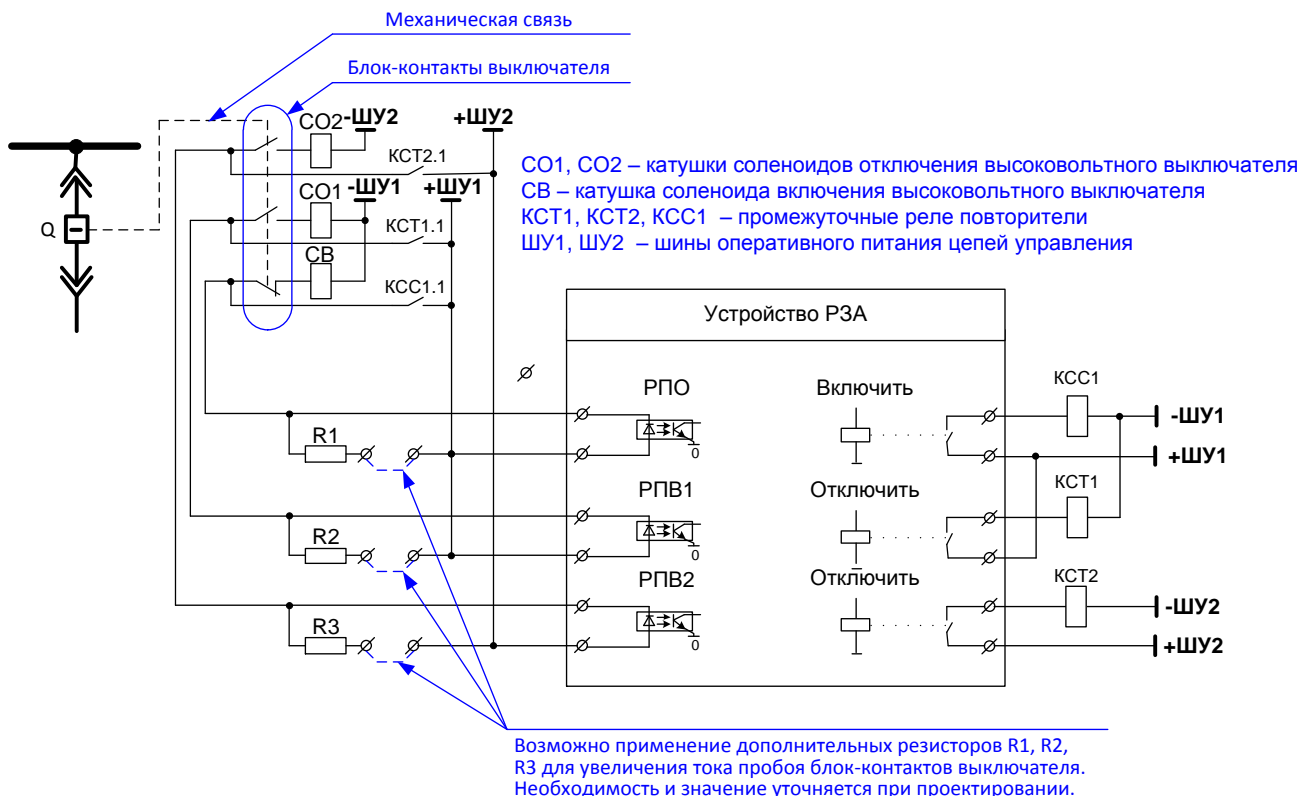 Механическая связь
Блок-контакты выключателя
СО2
-ШУ2
+ШУ2
КСТ2.1
СО1
-ШУ1
+ШУ1
КСТ1.1
СВ
КСС1.1
Q
СО1, СО2 – катушки соленоидов отключения высоковольтного выключателя
СВ – катушка соленоида включения высоковольтного выключателя
КСТ1, КСТ2, КСС1 – промежуточные реле повторители
ШУ1, ШУ2 – шины оперативного питания цепей управления
Устройство РЗА
РПО
Включить
КСС1
-ШУ1
R1
0
+ШУ1
РПВ1
Отключить
КСТ1
R2
0
РПВ2
Отключить
КСТ2
-ШУ2
R3
0
+ШУ2
Возможно применение дополнительных резисторов R1, R2,
R3 для увеличения тока пробоя блок-контактов выключателя.
Необходимость и значение уточняется при проектировании.